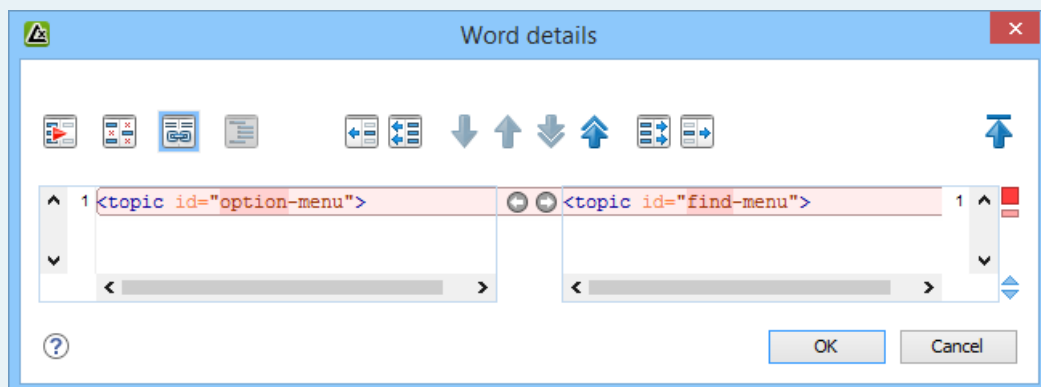 Word details
1 <topic id="option-menu">
<topic id="find-menu"> 1
OK
Cancel